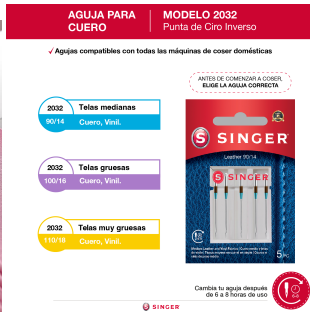 AGUJA PARA
CUERO
MODELO 2032
Punta de Ciro Inverso
Agujas compatibles con todas las máquinas de coser domésticas
ANTES DE COMENZAR A COSER,
ELIGE LA AGUJA CORRECTA
2032
Telas medianas
90/14
Cuero, Vinil.
2032
Telas gruesas
100/16
Cuero, Vinil.
2032
Telas muy gruesas
110/18
Cuero, Vinil.
S SINGER
Leather 90/14
S SINGER
5
Cambia tu aguja después
de 6 a 8 horas de uso
SINGER